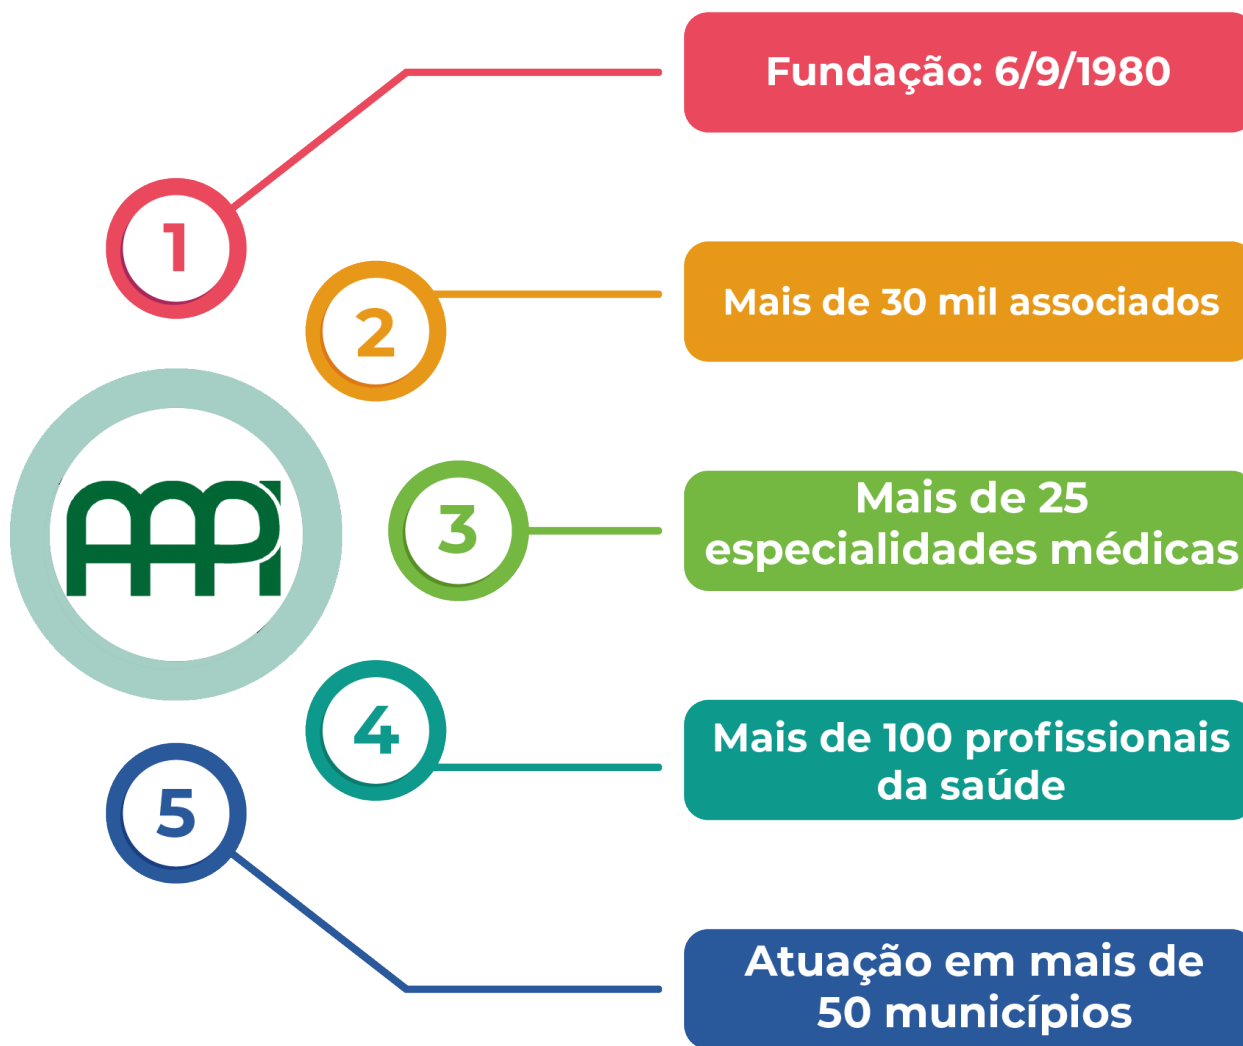 1
Fundação: 6/9/1980
2
Mais de 30 mil associados
AAPI
3
Mais de 25
especialidades médicas
4
Mais de 100 profissionais
da saúde
5
Atuação em mais de
50 municípios